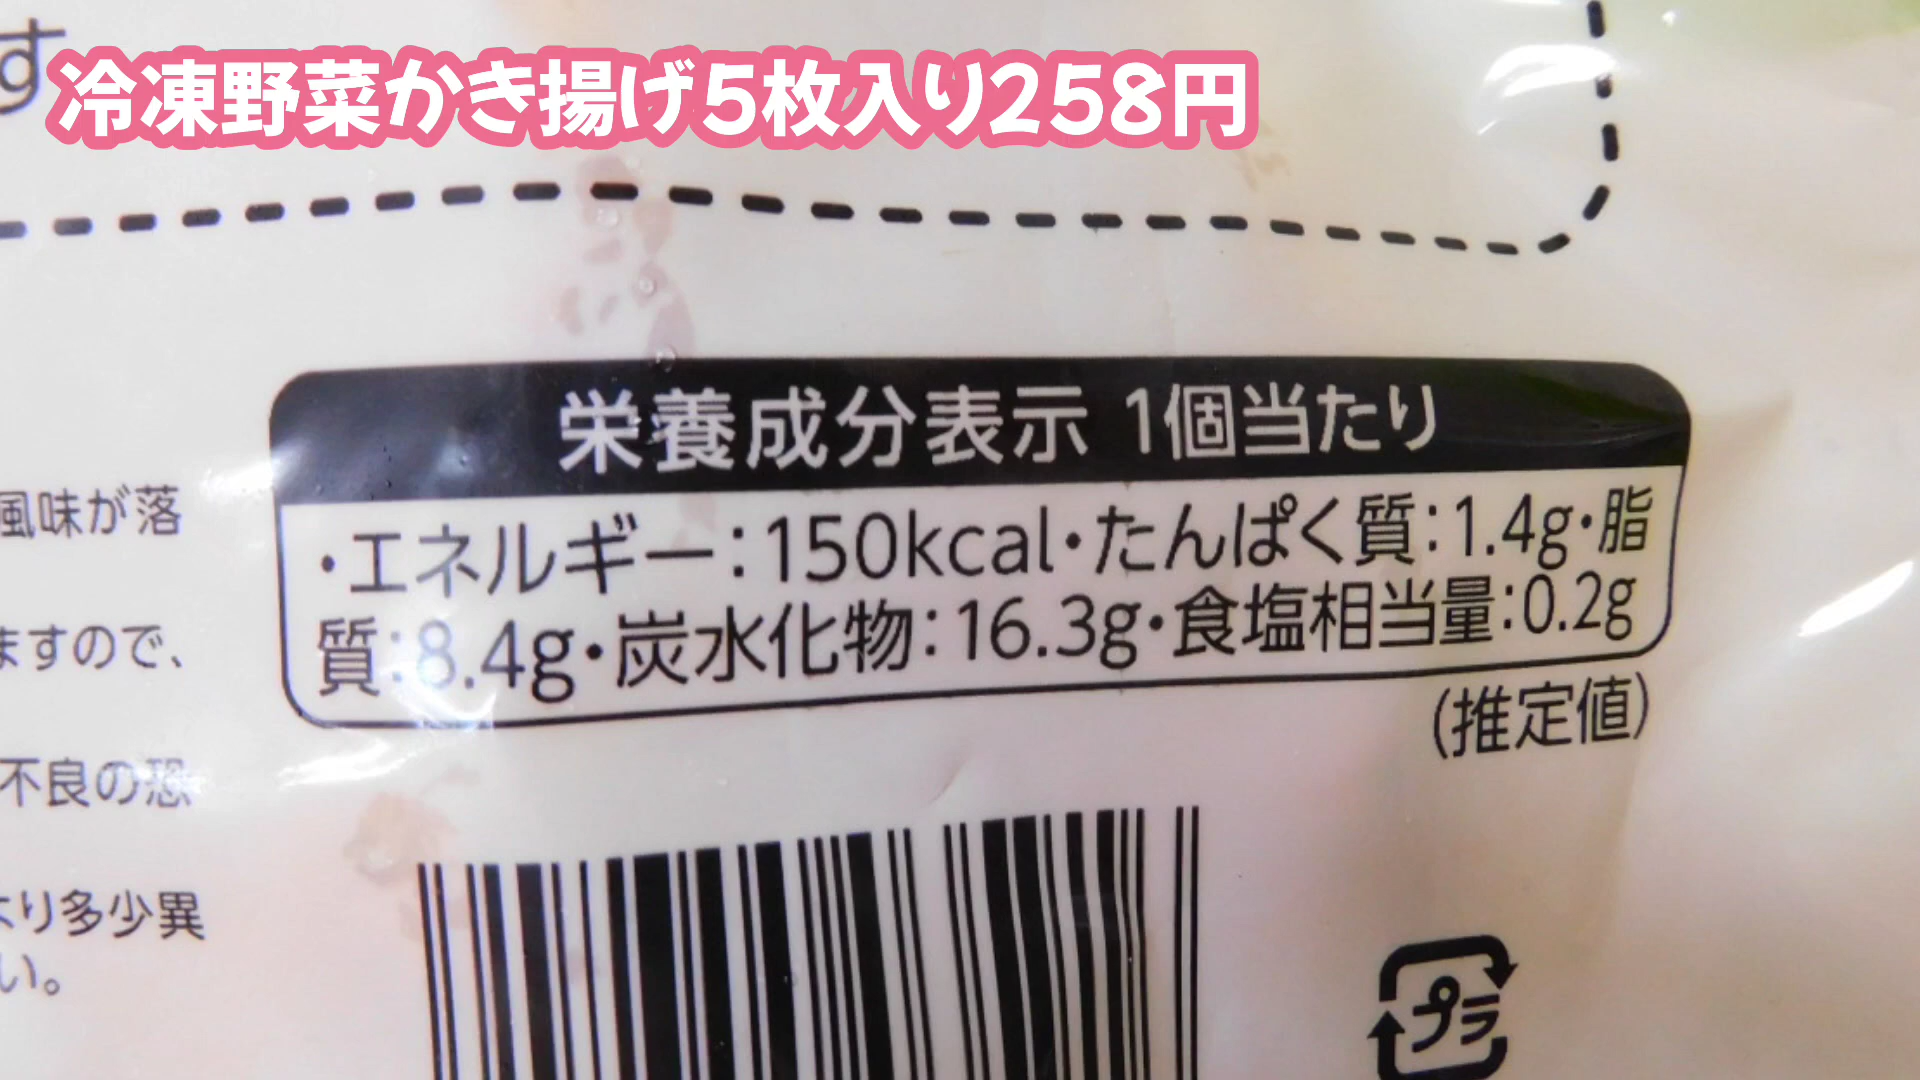 す
冷凍野菜かき揚げ5枚入り258円
栄養成分表示 1個当たり
・エネルギー:150kcal・たんぱく質:1.4g・脂
質:8.4g・炭水化物:16.3g・食塩相当量:0.2g
(推定値)
風味が落
ますので、
不良の恐
より多少異
い。
プラ